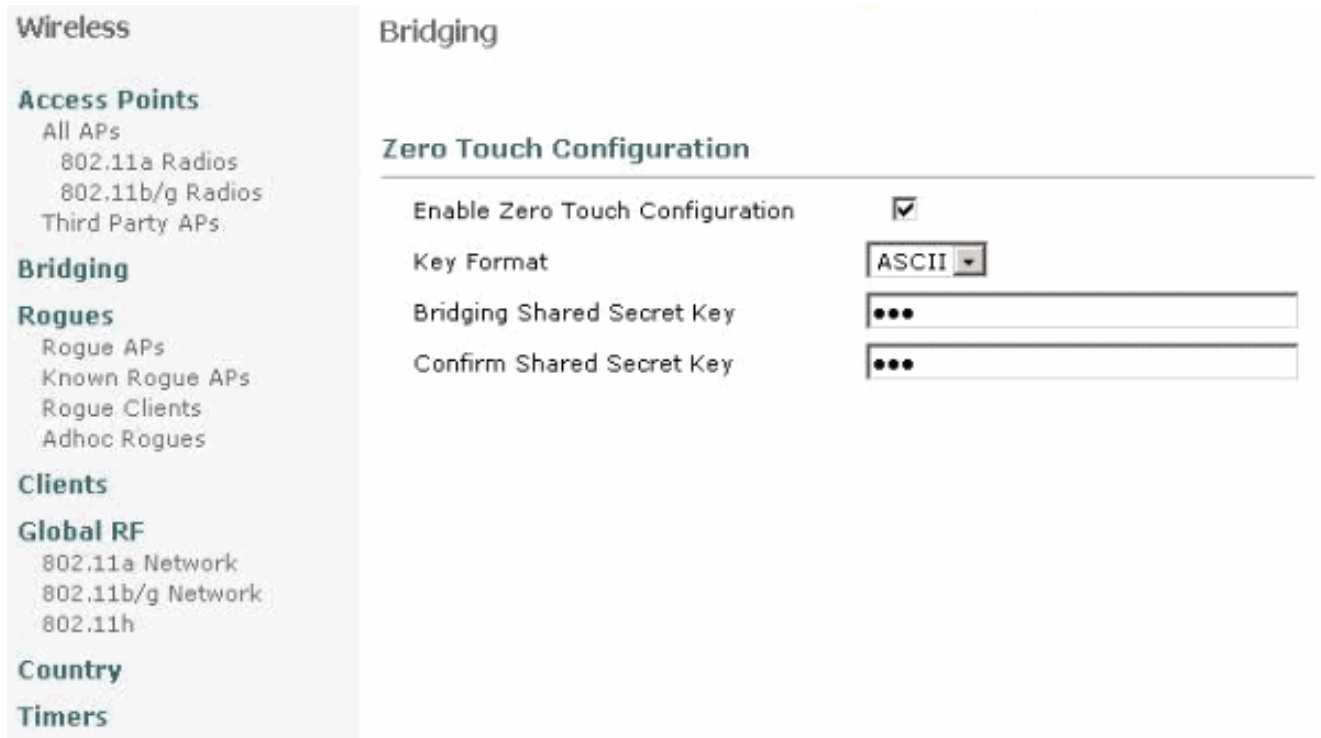 Wireless
Access Points
All APs
802.11a Radios
802.11b/g Radios
Third Party APs
Bridging
Rogues
Rogue APs
Known Rogue APs
Rogue Clients
Adhoc Rogues
Clients
Global RF
802.11a Network
802.11b/g Network
802.11h
Country
Timers
Bridging
Zero Touch Configuration
Enable Zero Touch Configuration
Key Format ASCII
Bridging Shared Secret Key •••
Confirm Shared Secret Key •••